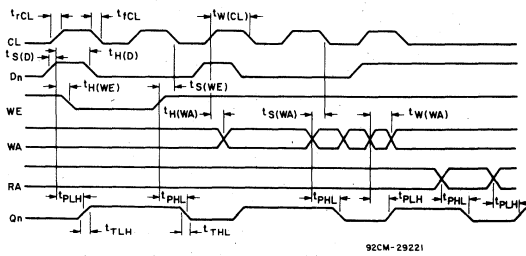 trCL tfCL tW(CL)
CL
tS(D) tH(D)
Dn
tH(WE) tS(WE)
WE
tH(WA) tS(WA) tW(WA)
WA
RA
tPLH tPHL tPHL tPLH tPHL tPLH
Qn
tTLH tTHL
92CM-29221